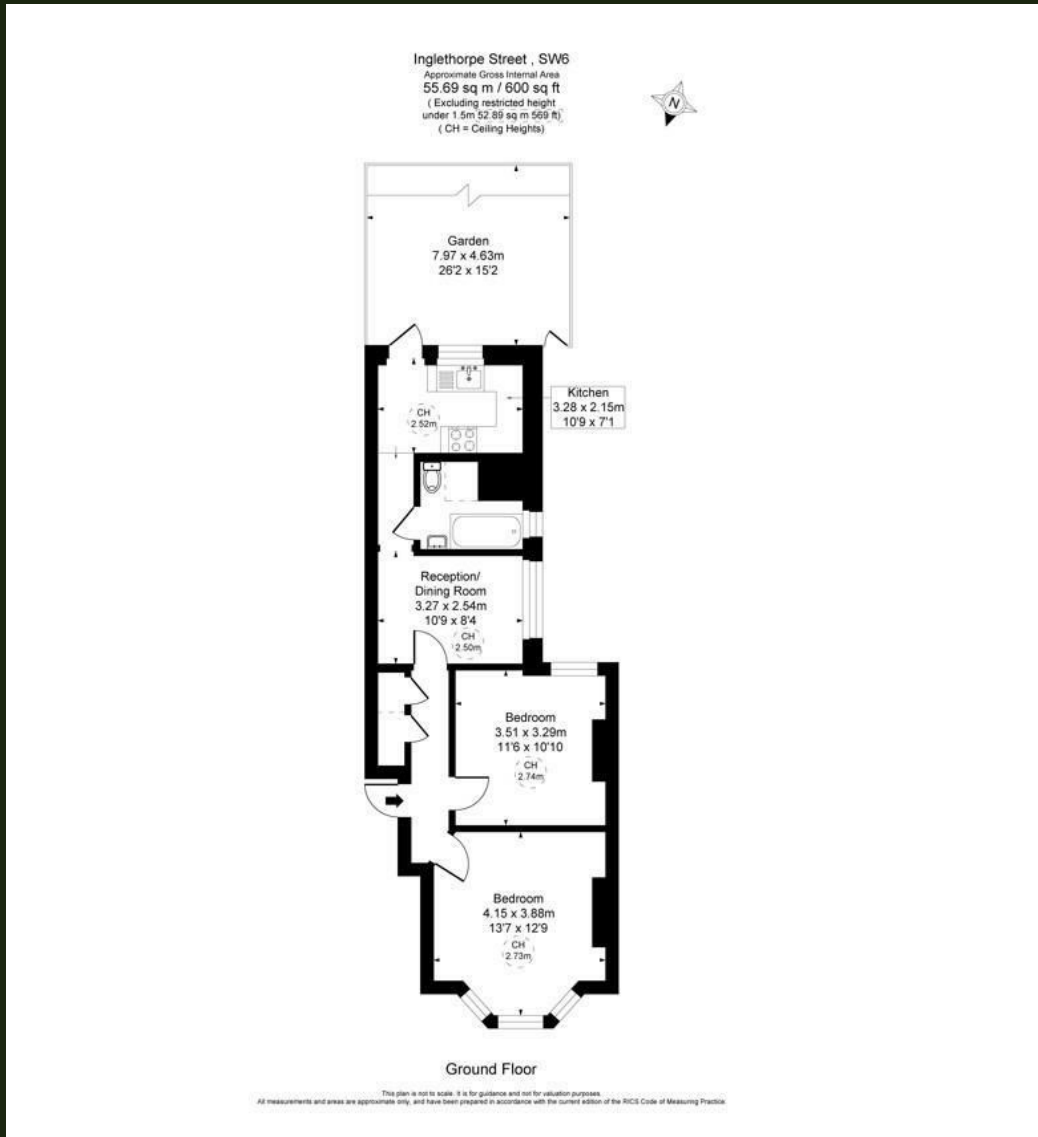 Inglethorpe Street , SW6
Approximate Gross Internal Area
55.69 sq m / 600 sq ft
( Excluding restricted height
under 1.5m 52.89 sq m 569 ft)
( CH = Ceiling Heights)
N
Garden
7.97 x 4.63m
26'2 x 15'2
Kitchen
3.28 x 2.15m
10'9 x 7'1
CH
2.52m
Reception/
Dining Room
3.27 x 2.54m
10'9 x 8'4
CH
2.50m
Bedroom
3.51 x 3.29m
11'6 x 10'10
CH
2.74m
Bedroom
4.15 x 3.88m
13'7 x 12'9
CH
2.73m
Ground Floor
This plan is not to scale. It is for guidance and not for valuation purposes.
All measurements and areas are approximate only, and have been prepared in accordance with the current edition of the RICS Code of Measuring Practice.